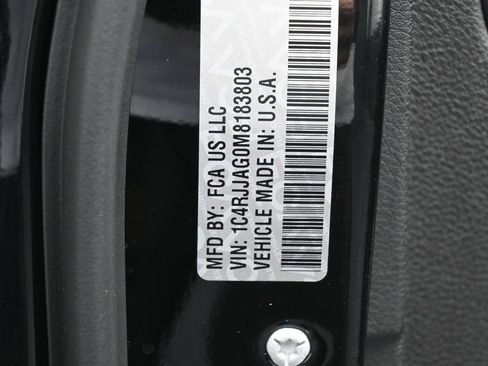 MFD BY: FCA US LLC
VIN: 1C4RJJAG0M8183803
VEHICLE MADE IN: U.S.A.